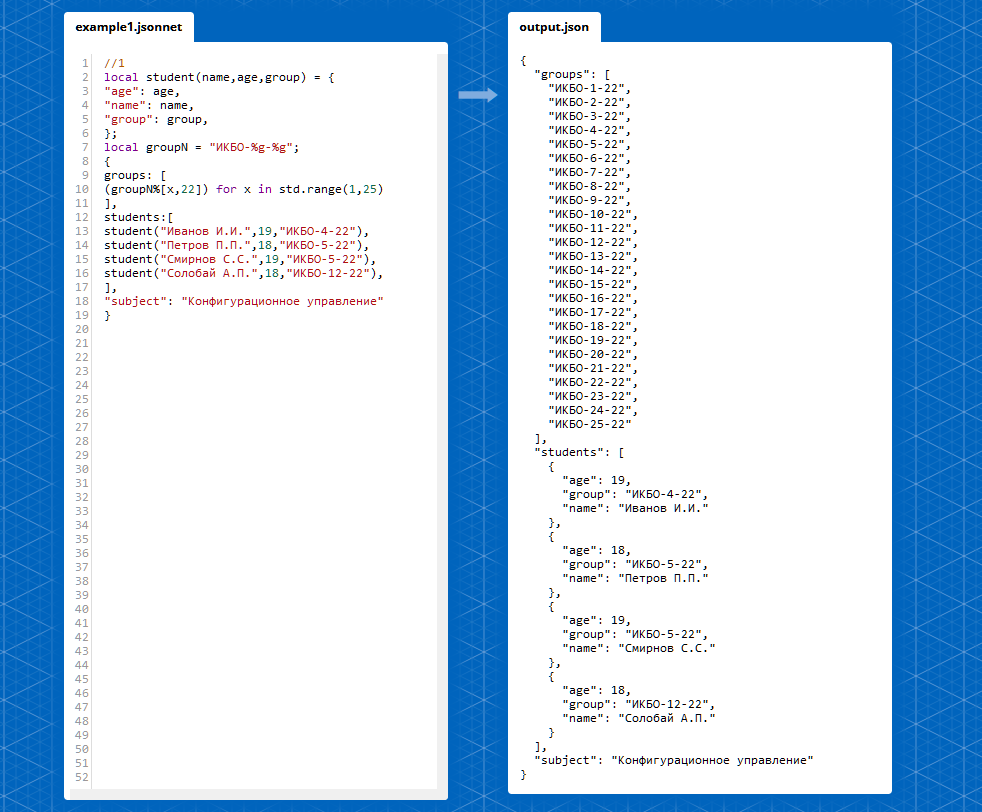 example1.jsonnet
1 //1
2 local student(name,age,group) = {
3 "age": age,
4 "name": name,
5 "group": group,
6 };
7 local groupN = "ИКБО-%g-%g";
8 {
9 groups: [
10 (groupN%[x,22]) for x in std.range(1,25)
11 ],
12 students:[
13 student("Иванов И.И.",19,"ИКБО-4-22"),
14 student("Петров П.П.",18,"ИКБО-5-22"),
15 student("Смирнов С.С.",19,"ИКБО-5-22"),
16 student("Солобай А.П.",18,"ИКБО-12-22"),
17 ],
18 "subject": "Конфигурационное управление"
19 }
20
21
22
23
24
25
26
27
28
29
30
31
32
33
34
35
36
37
38
39
40
41
42
43
44
45
46
47
48
49
50
51
52
output.json
{
"groups": [
"ИКБО-1-22",
"ИКБО-2-22",
"ИКБО-3-22",
"ИКБО-4-22",
"ИКБО-5-22",
"ИКБО-6-22",
"ИКБО-7-22",
"ИКБО-8-22",
"ИКБО-9-22",
"ИКБО-10-22",
"ИКБО-11-22",
"ИКБО-12-22",
"ИКБО-13-22",
"ИКБО-14-22",
"ИКБО-15-22",
"ИКБО-16-22",
"ИКБО-17-22",
"ИКБО-18-22",
"ИКБО-19-22",
"ИКБО-20-22",
"ИКБО-21-22",
"ИКБО-22-22",
"ИКБО-23-22",
"ИКБО-24-22",
"ИКБО-25-22"
],
"students": [
{
"age": 19,
"group": "ИКБО-4-22",
"name": "Иванов И.И."
},
{
"age": 18,
"group": "ИКБО-5-22",
"name": "Петров П.П."
},
{
"age": 19,
"group": "ИКБО-5-22",
"name": "Смирнов С.С."
},
{
"age": 18,
"group": "ИКБО-12-22",
"name": "Солобай А.П."
}
],
"subject": "Конфигурационное управление"
}